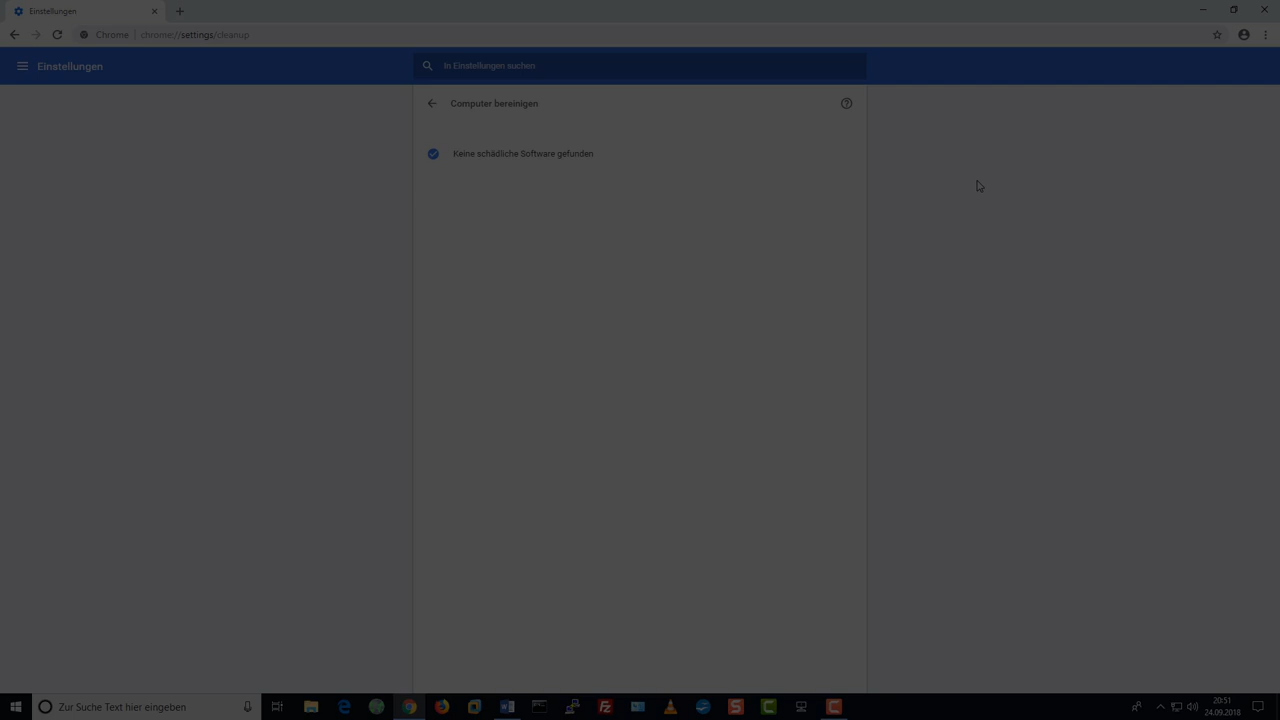 Einstellungen
Chrome
chrome://settings/cleanup
Einstellungen
In Einstellungen suchen
Computer bereinigen
Keine schädliche Software gefunden
Zur Suche Text hier eingeben
20:51
24.09.2018